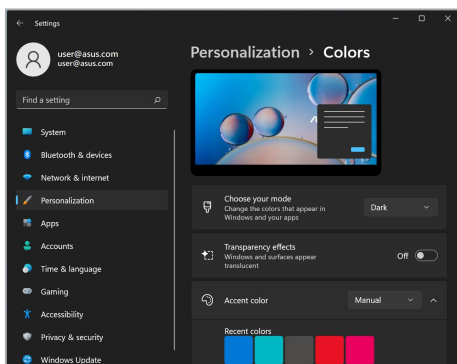 Settings
user@asus.com
user@asus.com
Find a setting
System
Bluetooth & devices
Network & internet
Personalization
Apps
Accounts
Time & language
Gaming
Accessibility
Privacy & security
Windows Update
Personalization > Colors
Choose your mode
Change the colors that appear in
Windows and your apps
Dark
Transparency effects
Windows and surfaces appear
translucent
Off
Accent color
Manual
Recent colors